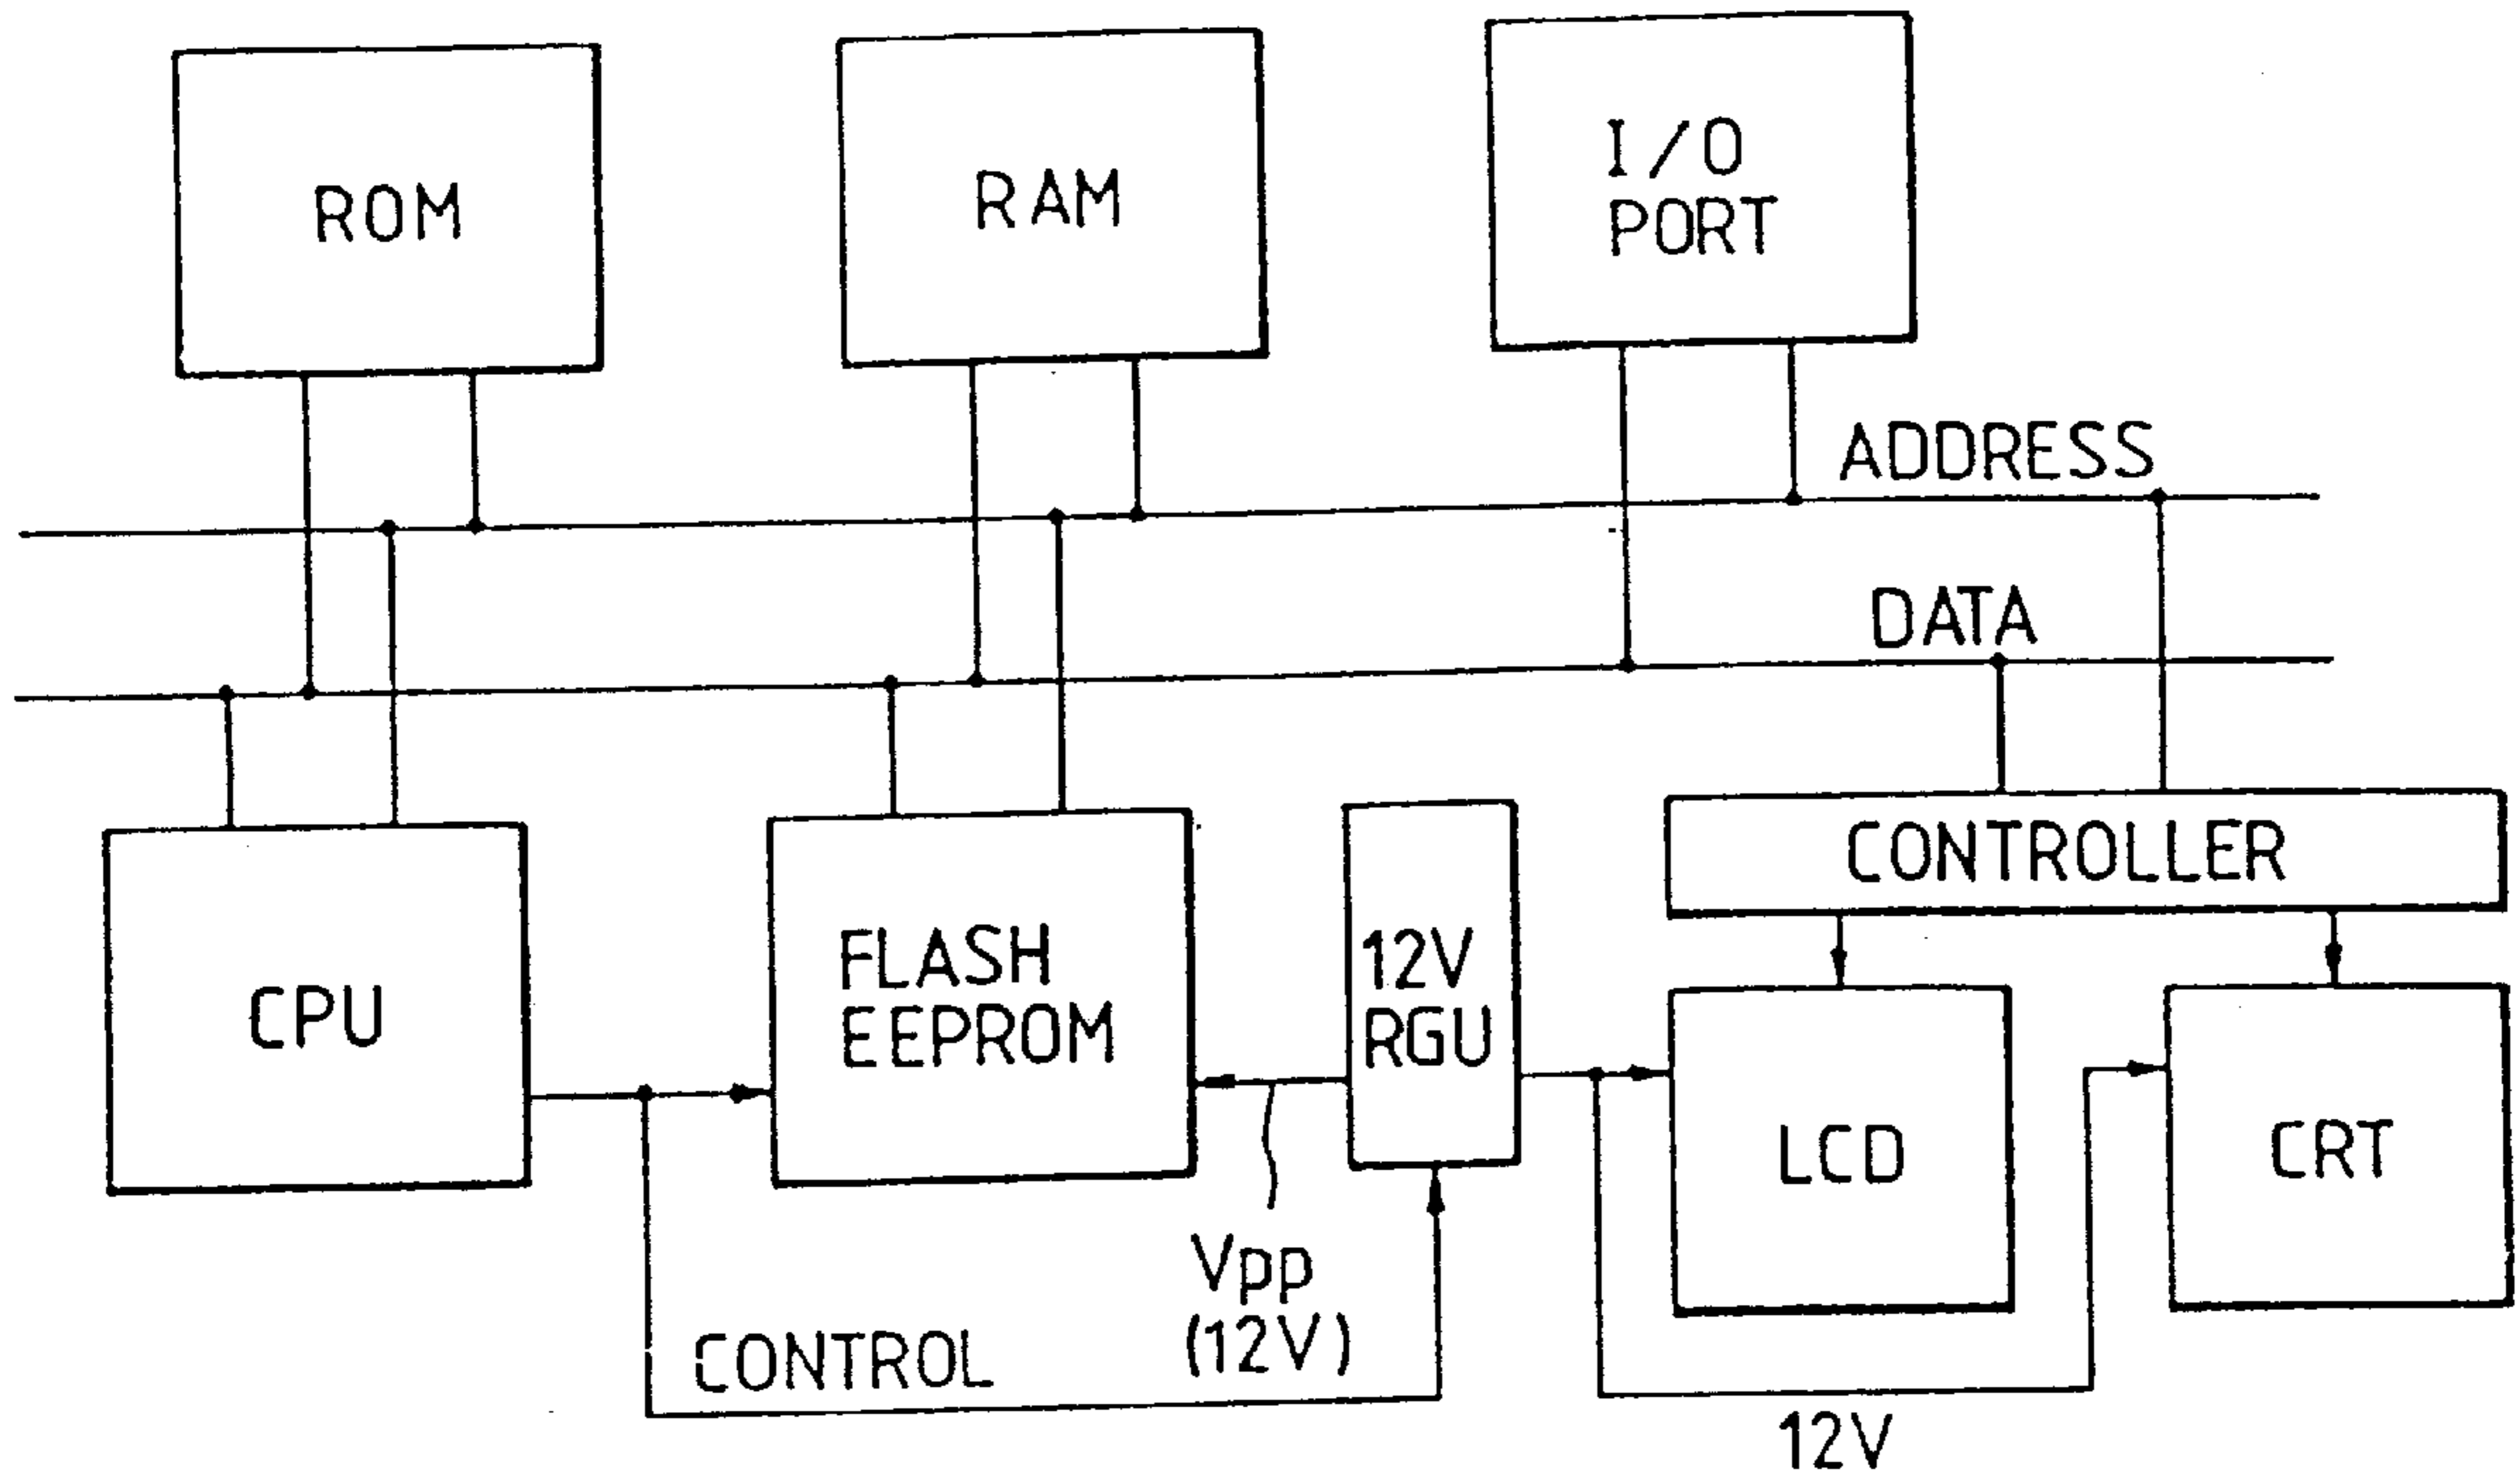 ROM
RAM
I/O
PORT
ADDRESS
DATA
CPU
FLASH
EEPROM
12V
RGU
CONTROLLER
LCD
CRT
Vpp
(12V)
CONTROL
12V